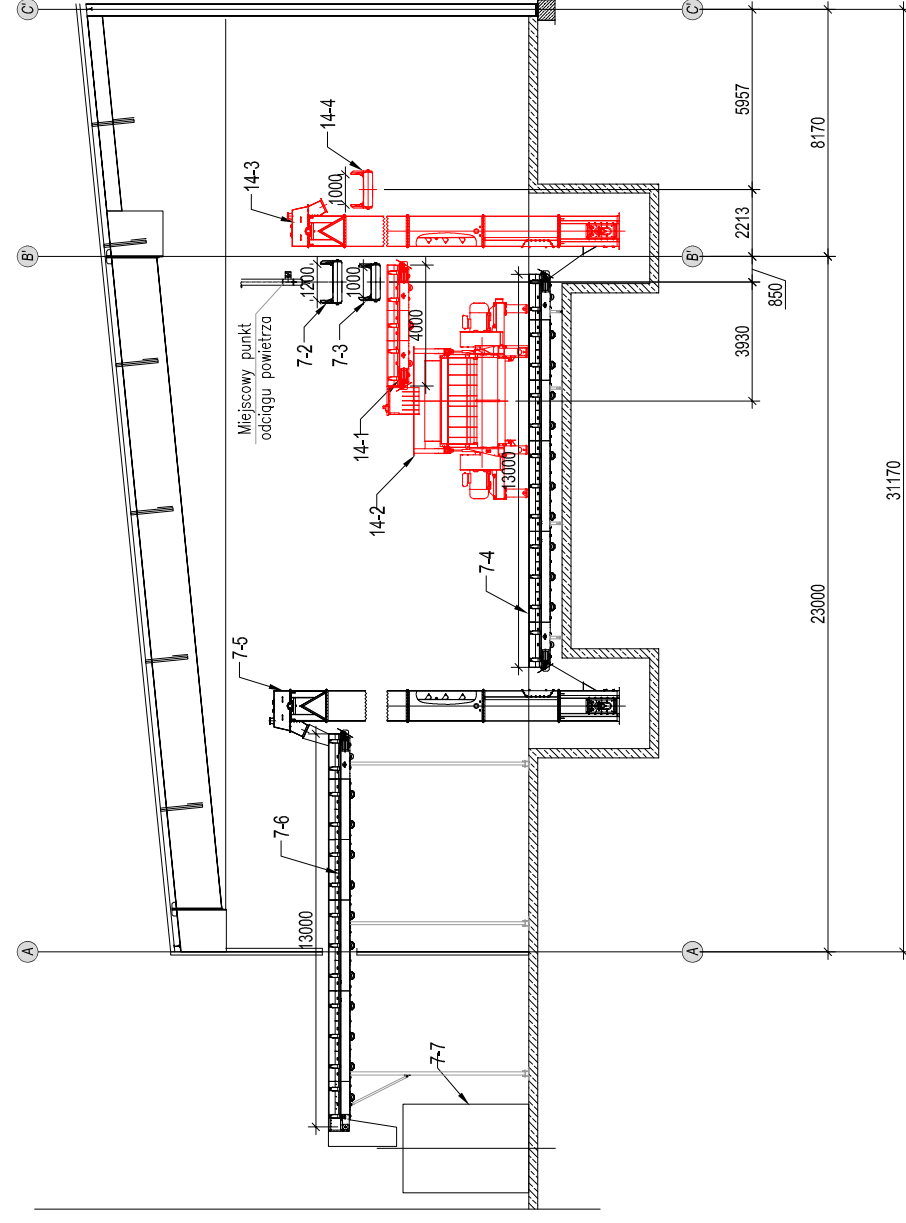 C'
B'
A
C'
B'
A
14-3
14-4
1000
7-2
1200
7-3
1000
Miejscowy punkt
odciągu powietrza
14-1
4000
14-2
13000
7-4
7-5
7-6
13000
7-7
5957
2213
850
3930
8170
23000
31170